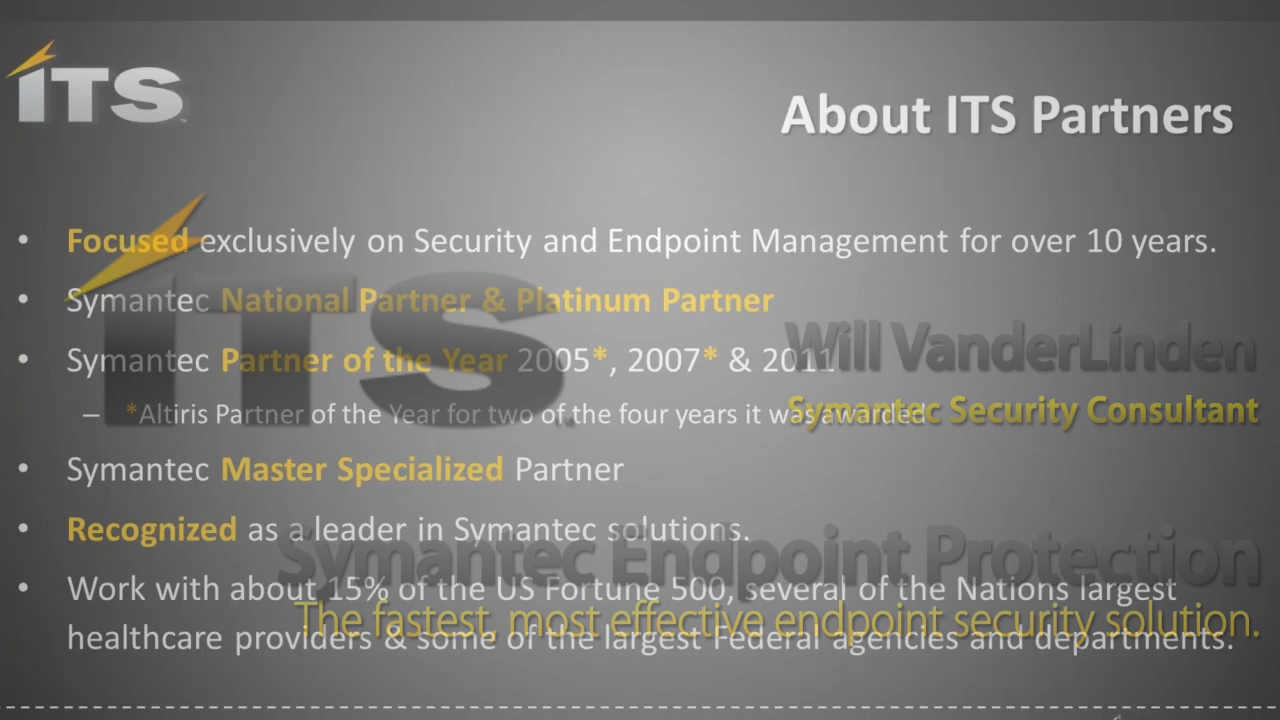 ITS
About ITS Partners
• Focused exclusively on Security and Endpoint Management for over 10 years.
• Symantec National Partner & Platinum Partner
ITS
Will VanderLinden
• Symantec Partner of the Year 2005*, 2007* & 2011
Symantec Security Consultant
– *Altiris Partner of the Year for two of the four years it was awarded
• Symantec Master Specialized Partner
• Recognized as a leader in Symantec solutions.
Symantec Endpoint Protection
• Work with about 15% of the US Fortune 500, several of the Nations largest
The fastest, most effective endpoint security solution.
healthcare providers & some of the largest Federal agencies and departments.